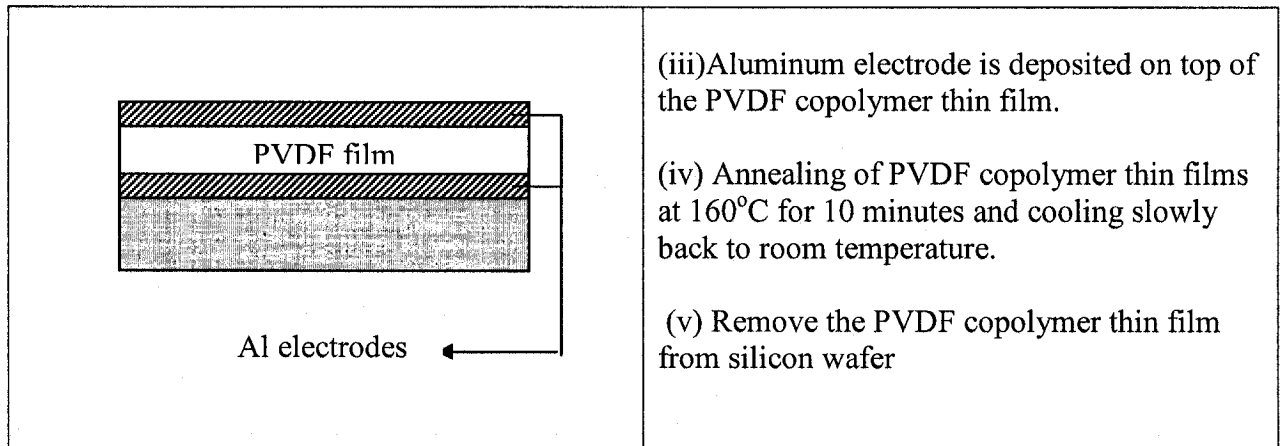 PVDF film
Al electrodes
(iii)Aluminum electrode is deposited on top of
the PVDF copolymer thin film.
(iv) Annealing of PVDF copolymer thin films
at 160°C for 10 minutes and cooling slowly
back to room temperature.
(v) Remove the PVDF copolymer thin film
from silicon wafer